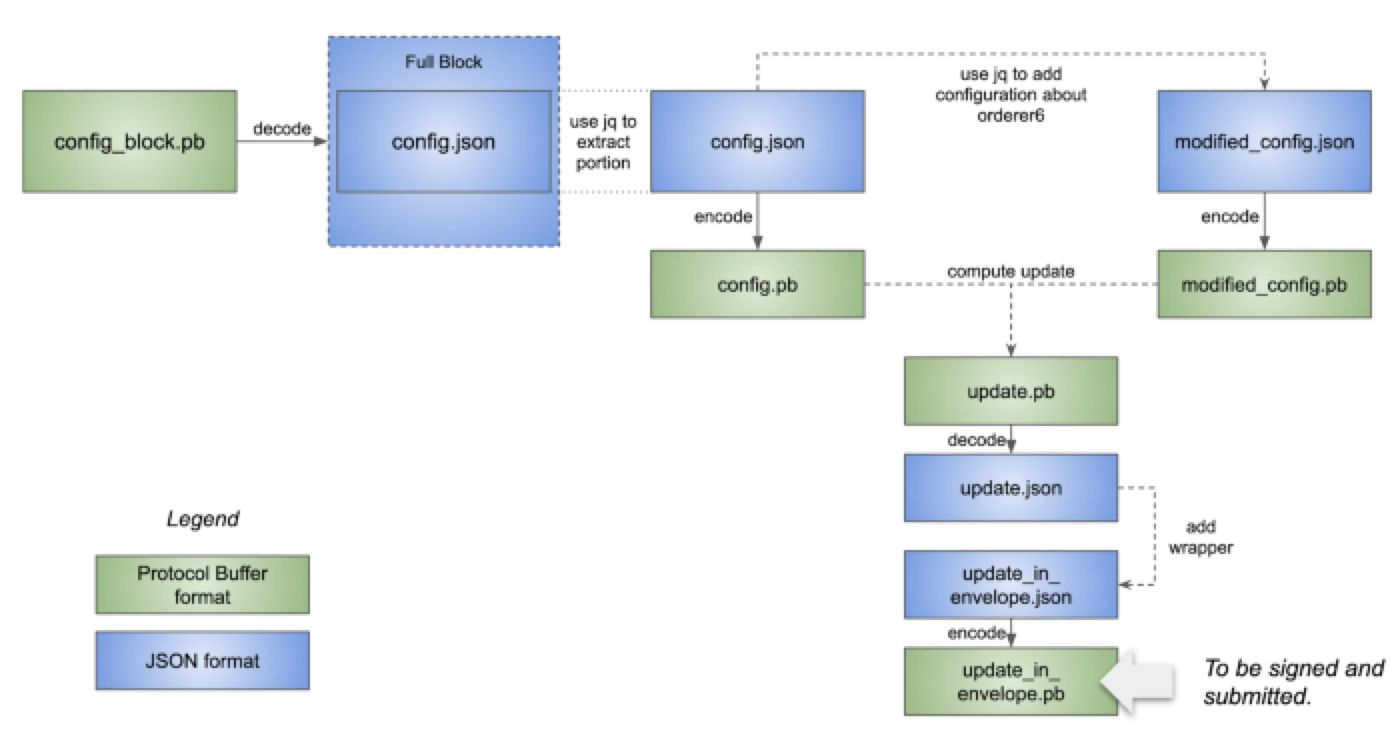 Full Block
config_block.pb
decode
config.json
use jq to
extract
portion
config.json
use jq to add
configuration about
orderer6
modified_config.json
encode
encode
config.pb
compute update
modified_config.pb
update.pb
decode
update.json
add
wrapper
update_in_
envelope.json
encode
update_in_
envelope.pb
To be signed and
submitted.
Legend
Protocol Buffer
format
JSON format